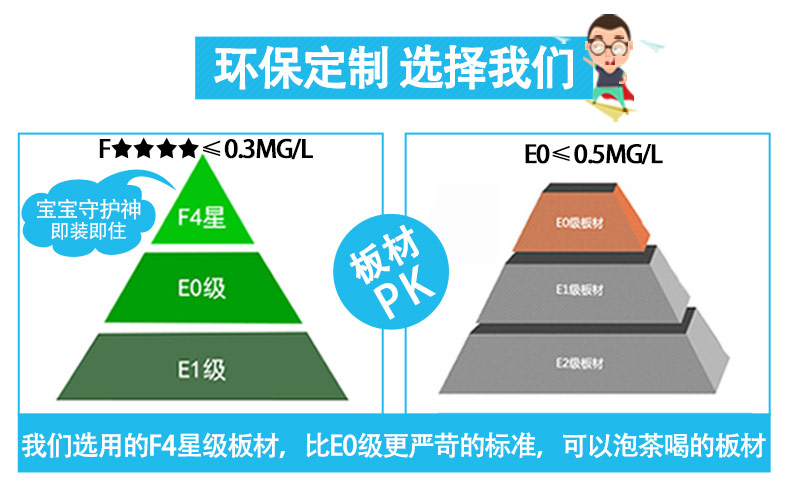 环保定制 选择我们
F★★★★≤0.3MG/L
宝宝守护神
即装即住
F4星
E0级
E1级
板材
PK
E0≤0.5MG/L
E0级板材
E1级板材
E2级板材
我们选用的F4星级板材，比E0级更严苛的标准，可以泡茶喝的板材